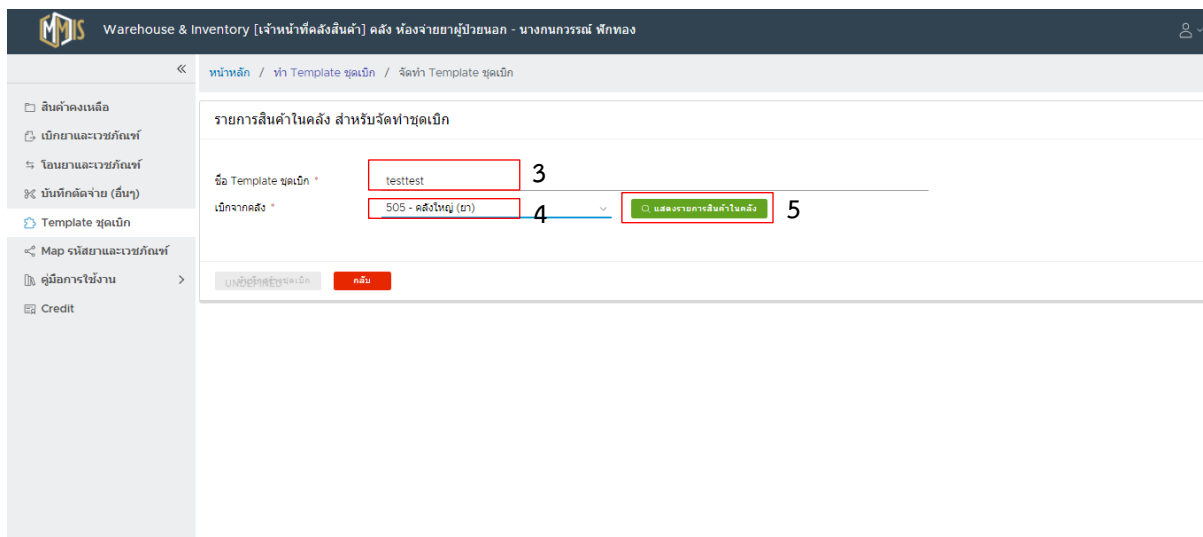 MMIS
Warehouse & Inventory [เจ้าหน้าที่คลังสินค้า] คลัง ห้องจ่ายยาผู้ป่วยนอก - นางกนกวรรณ์ ฟักทอง
หน้าหลัก / ทำ Template ชุดเบิก / จัดทำ Template ชุดเบิก
สินค้าคงเหลือ
เบิกยาและเวชภัณฑ์
โอนยาและเวชภัณฑ์
บันทึกตัดจ่าย (อื่นๆ)
Template ชุดเบิก
Map รหัสยาและเวชภัณฑ์
คู่มือการใช้งาน
Credit
รายการสินค้าในคลัง สำหรับจัดทำชุดเบิก
ชื่อ Template ชุดเบิก * testtest 3
เบิกจากคลัง * 505 - คลังใหญ่ (ยา) 4 แสดงรายการสินค้าในคลัง 5
UNDEFINED กลับ